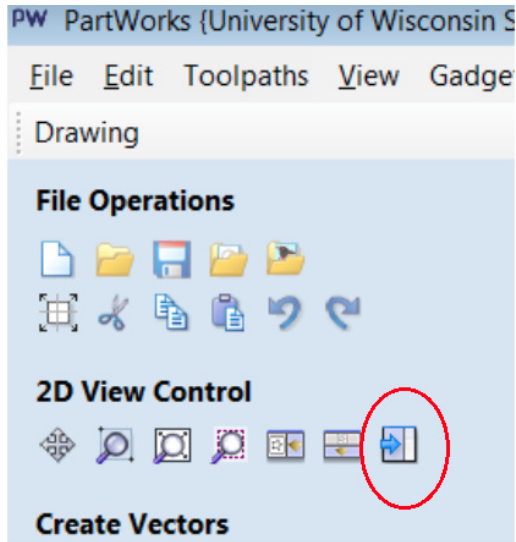 PW PartWorks {University of Wisconsin S
File Edit Toolpaths View Gadge
Drawing
File Operations
2D View Control
Create Vectors